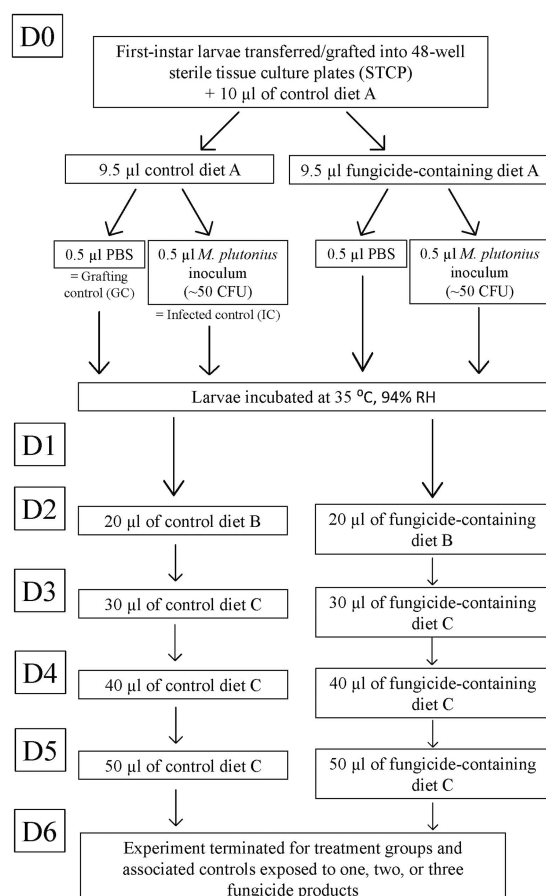 D0
First-instar larvae transferred/grafted into 48-well
sterile tissue culture plates (STCP)
+ 10 µl of control diet A
9.5 µl control diet A
9.5 µl fungicide-containing diet A
0.5 µl PBS
= Grafting
control (GC)
0.5 µl M. plutonius
inoculum
(~50 CFU)
= Infected control (IC)
0.5 µl PBS
0.5 µl M. plutonius
inoculum
(~50 CFU)
Larvae incubated at 35 ⁰C, 94% RH
D1
D2
20 µl of control diet B
20 µl of fungicide-containing
diet B
D3
30 µl of control diet C
30 µl of fungicide-containing
diet C
D4
40 µl of control diet C
40 µl of fungicide-containing
diet C
D5
50 µl of control diet C
50 µl of fungicide-containing
diet C
D6
Experiment terminated for treatment groups and
associated controls exposed to one, two, or three
fungicide products